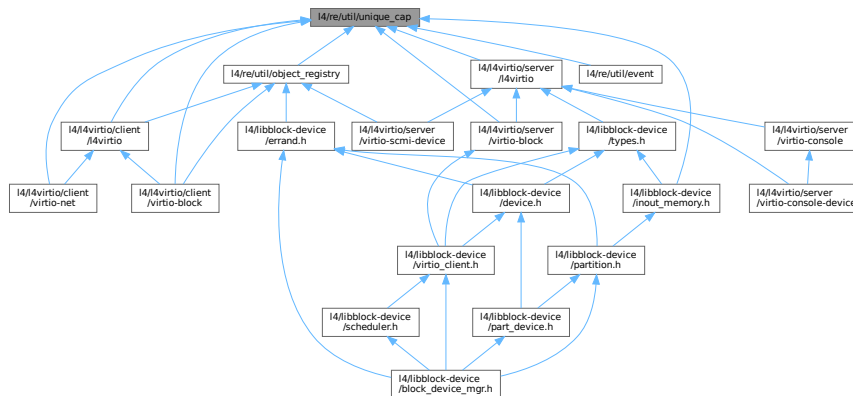 l4/re/util/unique_cap
l4/re/util/object_registry
l4/l4virtio/server
/l4virtio
l4/re/util/event
l4/l4virtio/client
/l4virtio
l4/libblock-device
/errand.h
l4/l4virtio/server
/virtio-scmi-device
l4/l4virtio/server
/virtio-block
l4/libblock-device
/types.h
l4/l4virtio/server
/virtio-console
l4/l4virtio/client
/virtio-net
l4/l4virtio/client
/virtio-block
l4/libblock-device
/device.h
l4/libblock-device
/inout_memory.h
l4/l4virtio/server
/virtio-console-device
l4/libblock-device
/virtio_client.h
l4/libblock-device
/partition.h
l4/libblock-device
/scheduler.h
l4/libblock-device
/part_device.h
l4/libblock-device
/block_device_mgr.h